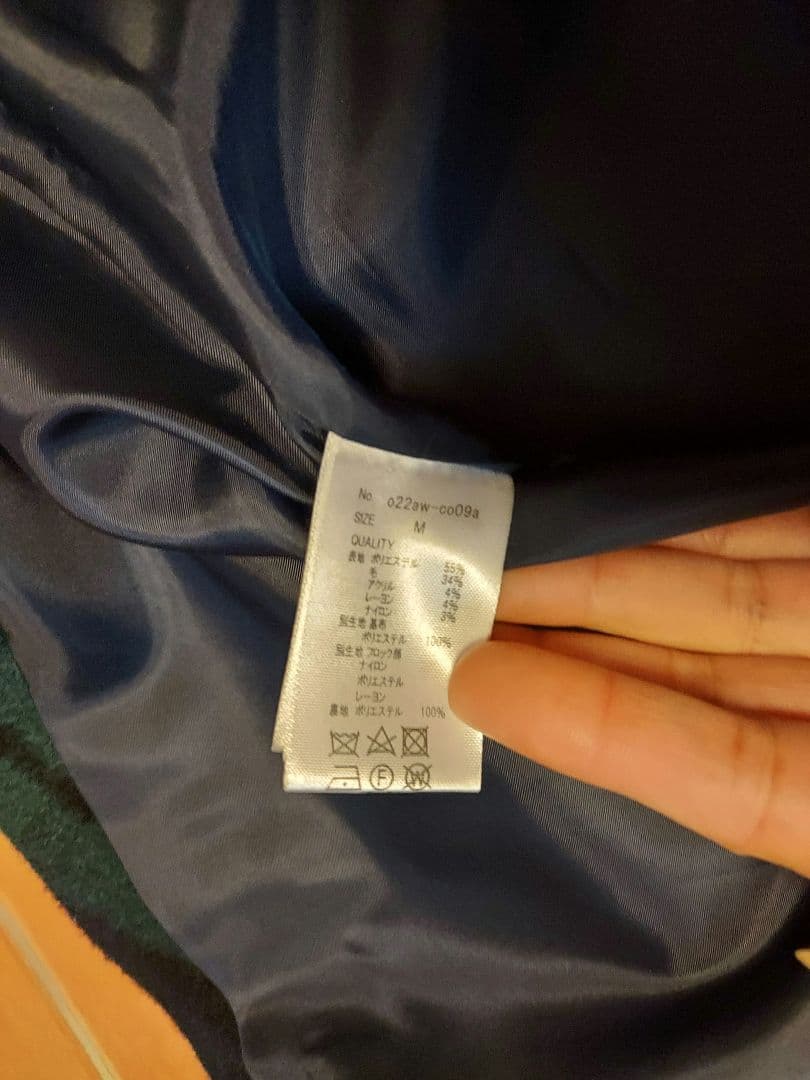 No. o22aw-co09a
SIZE M
QUALITY
表地 ポリエステル 55%
毛 34%
アクリル 4%
レーヨン 4%
ナイロン 3%
別生地 基布
ポリエステル 100%
別生地 フロック部
ナイロン
ポリエステル
レーヨン
裏地 ポリエステル 100%
F W